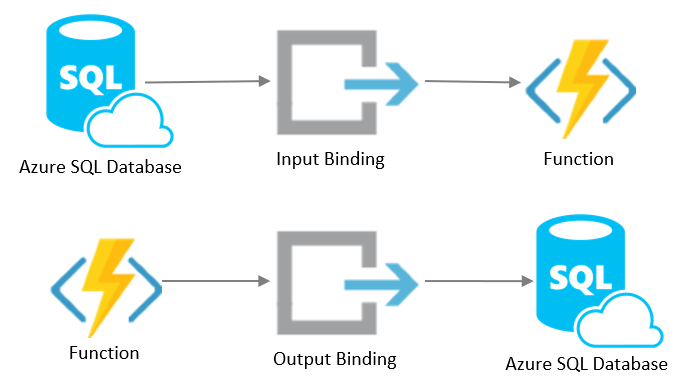 SQL
Azure SQL Database
Input Binding
Function
Function
Output Binding
SQL
Azure SQL Database